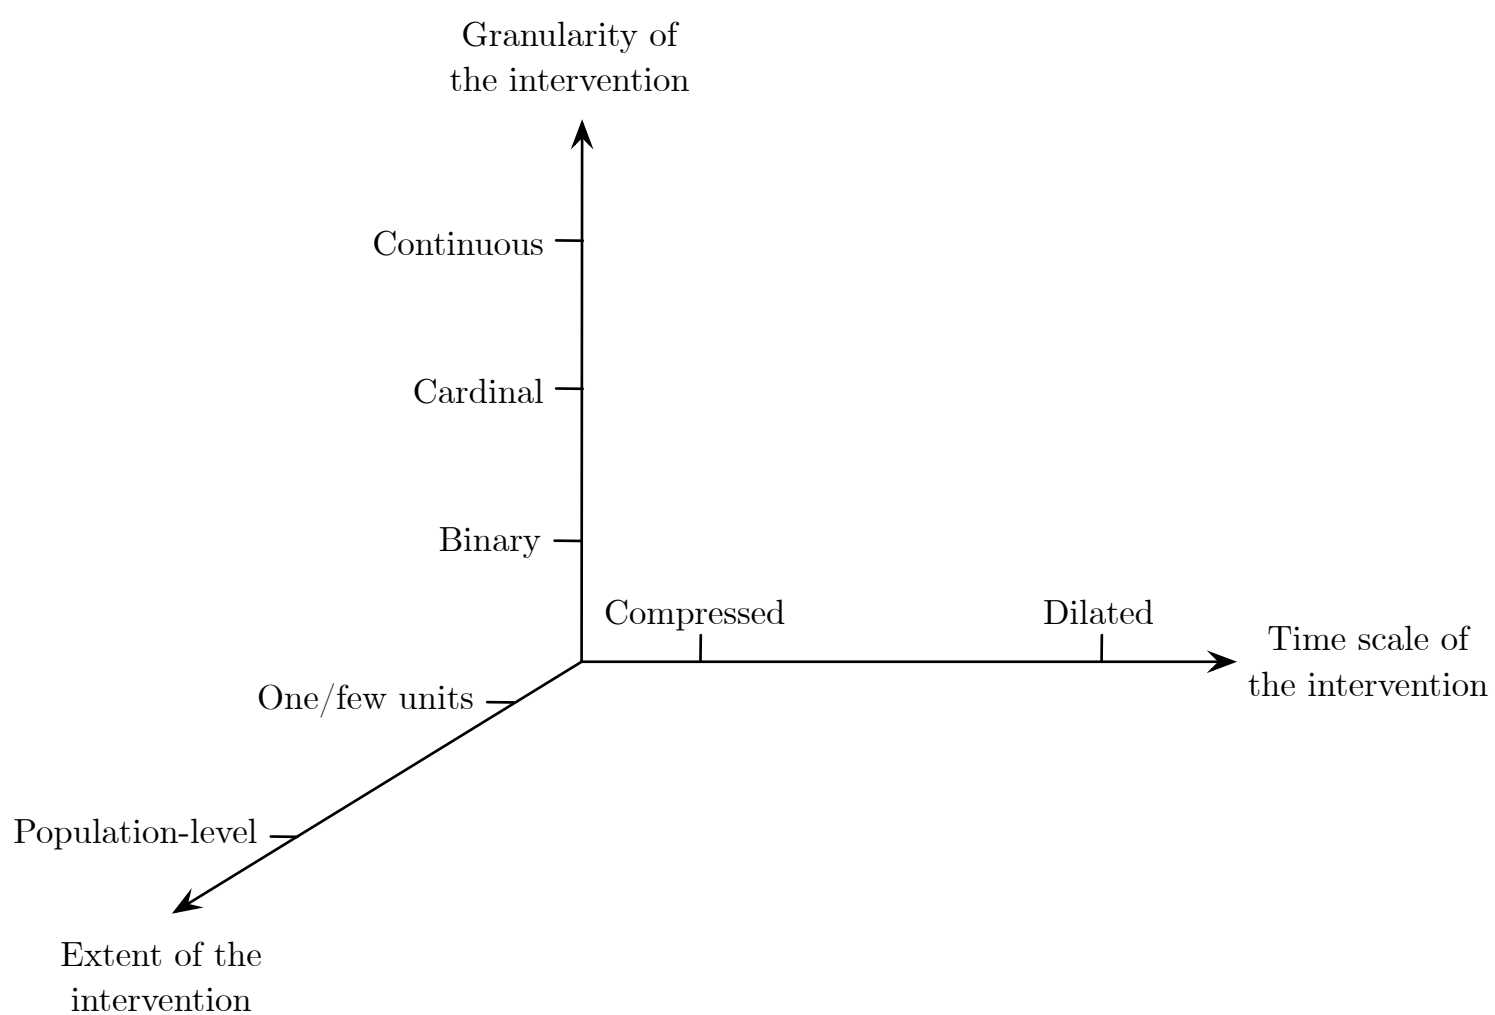 Granularity of
the intervention
Continuous
Cardinal
Binary
Compressed
Dilated
Time scale of
the intervention
One/few units
Population-level
Extent of the
intervention